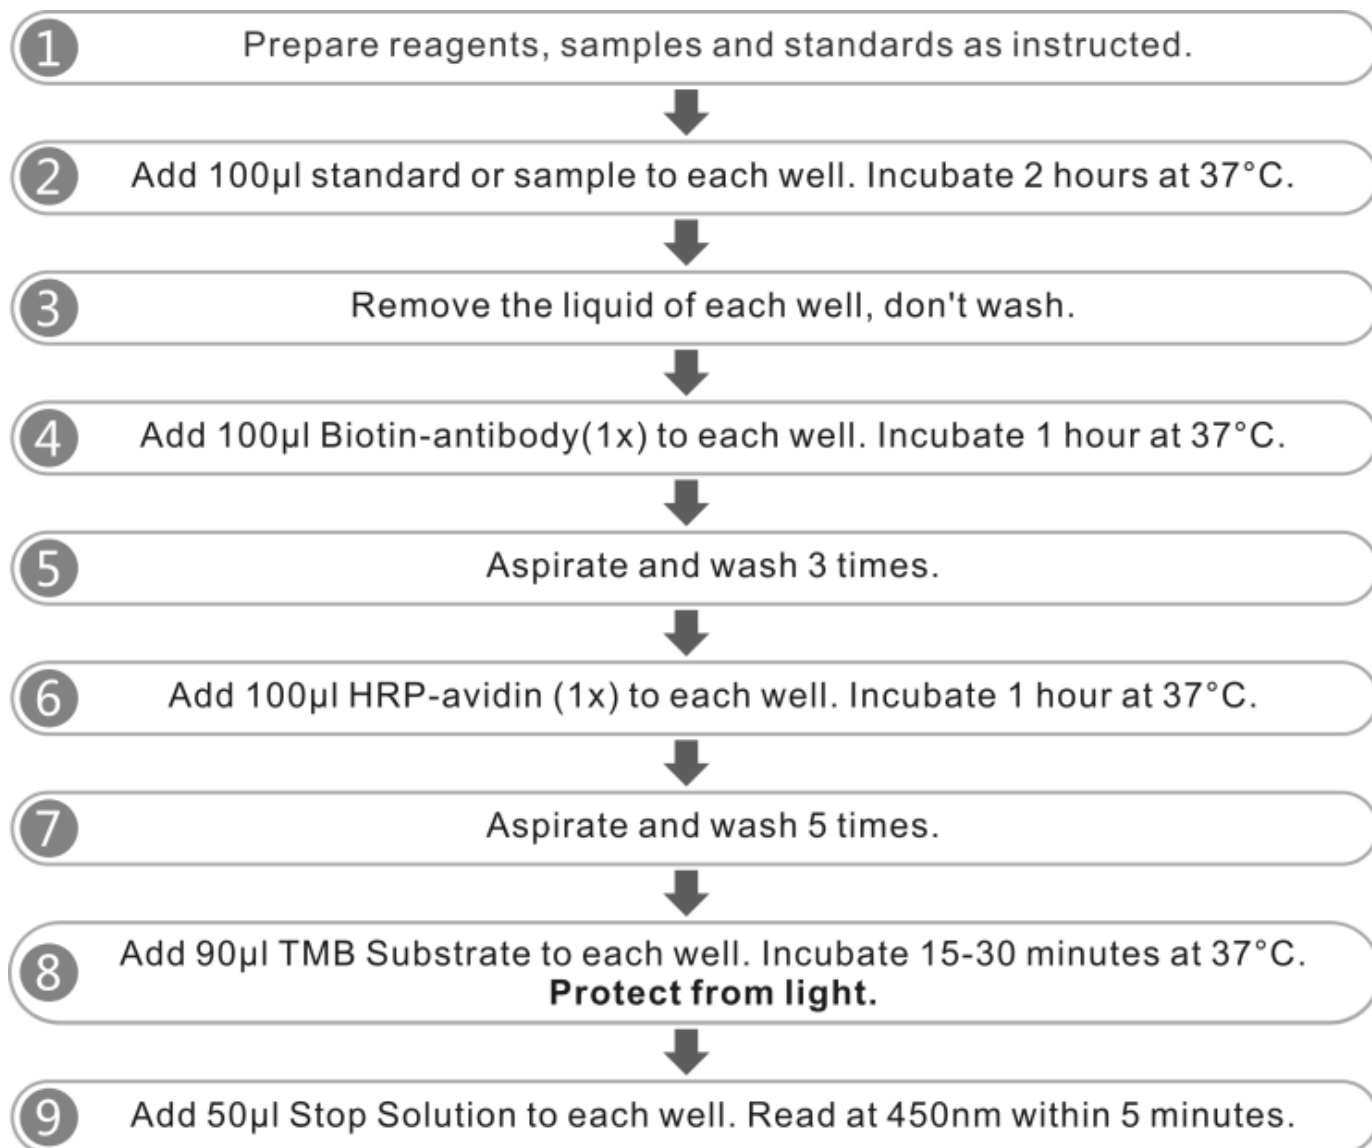 1 Prepare reagents, samples and standards as instructed.
2 Add 100µl standard or sample to each well. Incubate 2 hours at 37°C.
3 Remove the liquid of each well, don't wash.
4 Add 100µl Biotin-antibody(1x) to each well. Incubate 1 hour at 37°C.
5 Aspirate and wash 3 times.
6 Add 100µl HRP-avidin (1x) to each well. Incubate 1 hour at 37°C.
7 Aspirate and wash 5 times.
8 Add 90µl TMB Substrate to each well. Incubate 15-30 minutes at 37°C.
Protect from light.
9 Add 50µl Stop Solution to each well. Read at 450nm within 5 minutes.